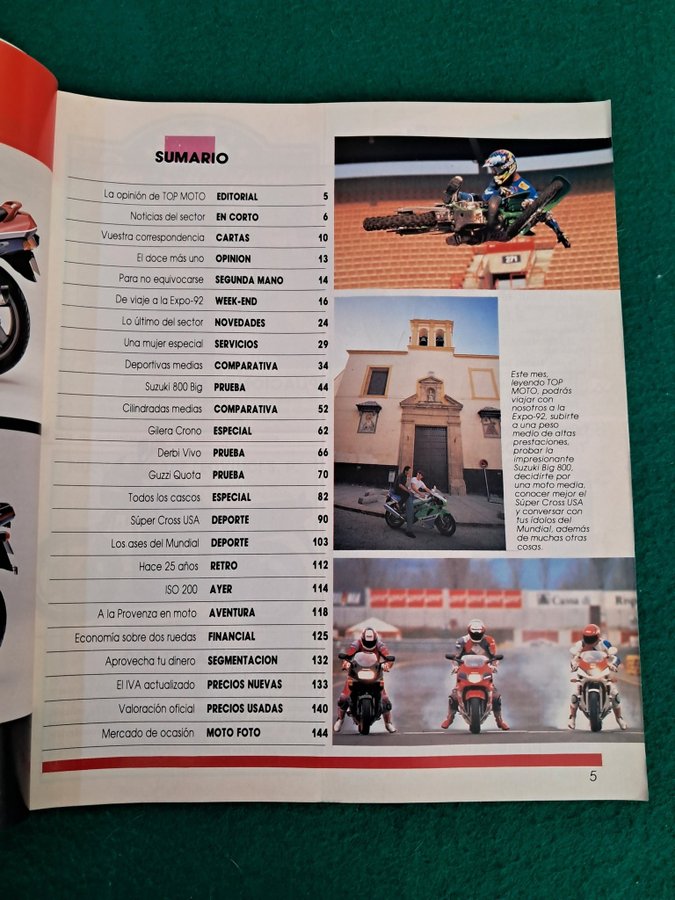 SUMARIO
La opinión de TOP MOTO EDITORIAL 5
Noticias del sector EN CORTO 6
Vuestra correspondencia CARTAS 10
El doce más uno OPINION 13
Para no equivocarse SEGUNDA MANO 14
De viaje a la Expo-92 WEEK-END 16
Lo último del sector NOVEDADES 24
Una mujer especial SERVICIOS 29
Deportivas medias COMPARATIVA 34
Suzuki 800 Big PRUEBA 44
Cilindradas medias COMPARATIVA 52
Gilera Crono ESPECIAL 62
Derbi Vivo PRUEBA 66
Guzzi Quota PRUEBA 70
Todos los cascos ESPECIAL 82
Súper Cross USA DEPORTE 90
Los ases del Mundial DEPORTE 103
Hace 25 años RETRO 112
ISO 200 AYER 114
A la Provenza en moto AVENTURA 118
Economía sobre dos ruedas FINANCIAL 125
Aprovecha tu dinero SEGMENTACION 132
El IVA actualizado PRECIOS NUEVAS 133
Valoración oficial PRECIOS USADAS 140
Mercado de ocasión MOTO FOTO 144
271
Este mes,
leyendo TOP
MOTO, podrás
viajar con
nosotros a la
Expo-92, subirte
a una peso
medio de altas
prestaciones,
probar la
impresionante
Suzuki Big 800,
decidirte por
una moto media,
conocer mejor el
Súper Cross USA
y conversar con
tus ídolos del
Mundial, además
de muchas otras
cosas.
5